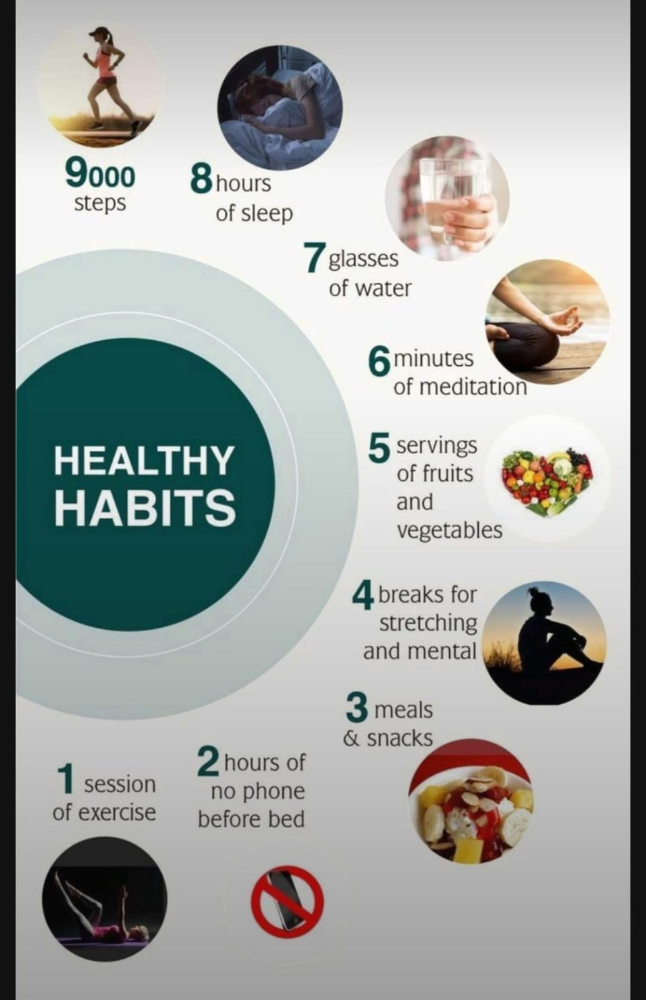 9000
steps
8 hours
of sleep
7 glasses
of water
6 minutes
of meditation
5 servings
of fruits
and
vegetables
HEALTHY
HABITS
4 breaks for
stretching
and mental
3 meals
& snacks
2 hours of
no phone
before bed
1 session
of exercise